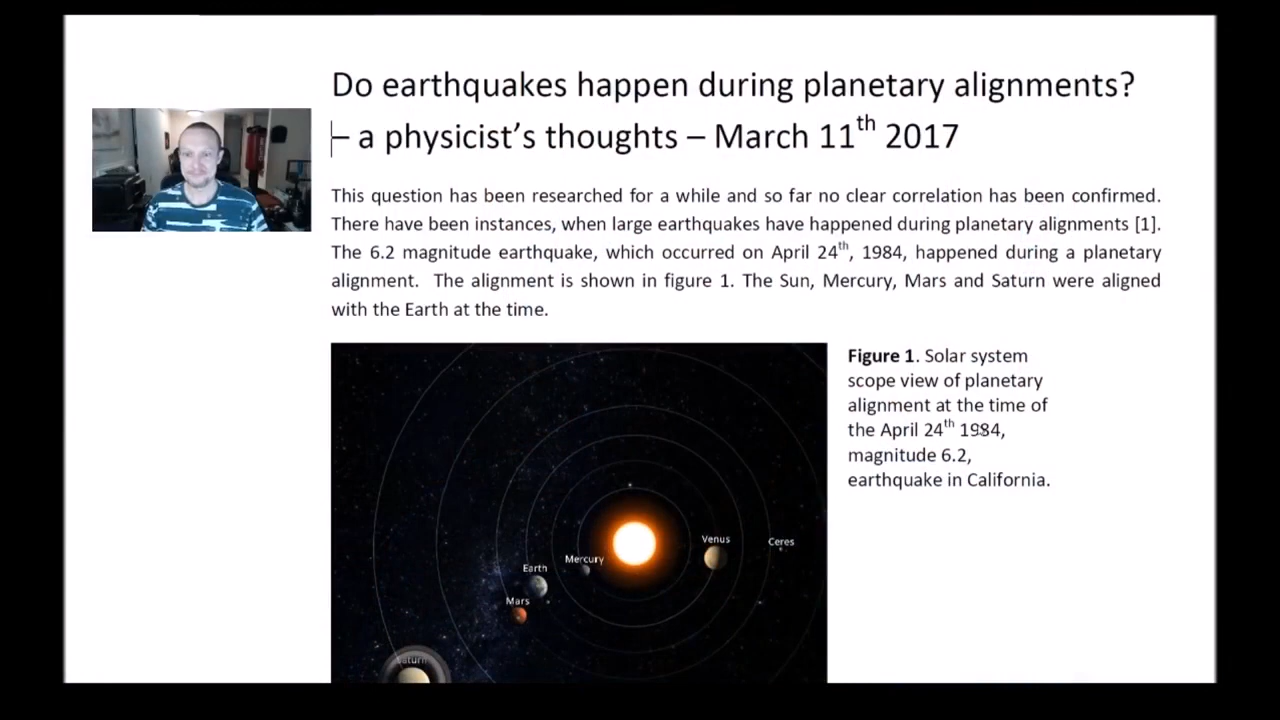 Do earthquakes happen during planetary alignments?
– a physicist's thoughts – March 11th 2017
This question has been researched for a while and so far no clear correlation has been confirmed.
There have been instances, when large earthquakes have happened during planetary alignments [1].
The 6.2 magnitude earthquake, which occurred on April 24th, 1984, happened during a planetary
alignment. The alignment is shown in figure 1. The Sun, Mercury, Mars and Saturn were aligned
with the Earth at the time.
Figure 1. Solar system
scope view of planetary
alignment at the time of
the April 24th 1984,
magnitude 6.2,
earthquake in California.
Venus
Ceres
Mercury
Earth
Mars
Saturn